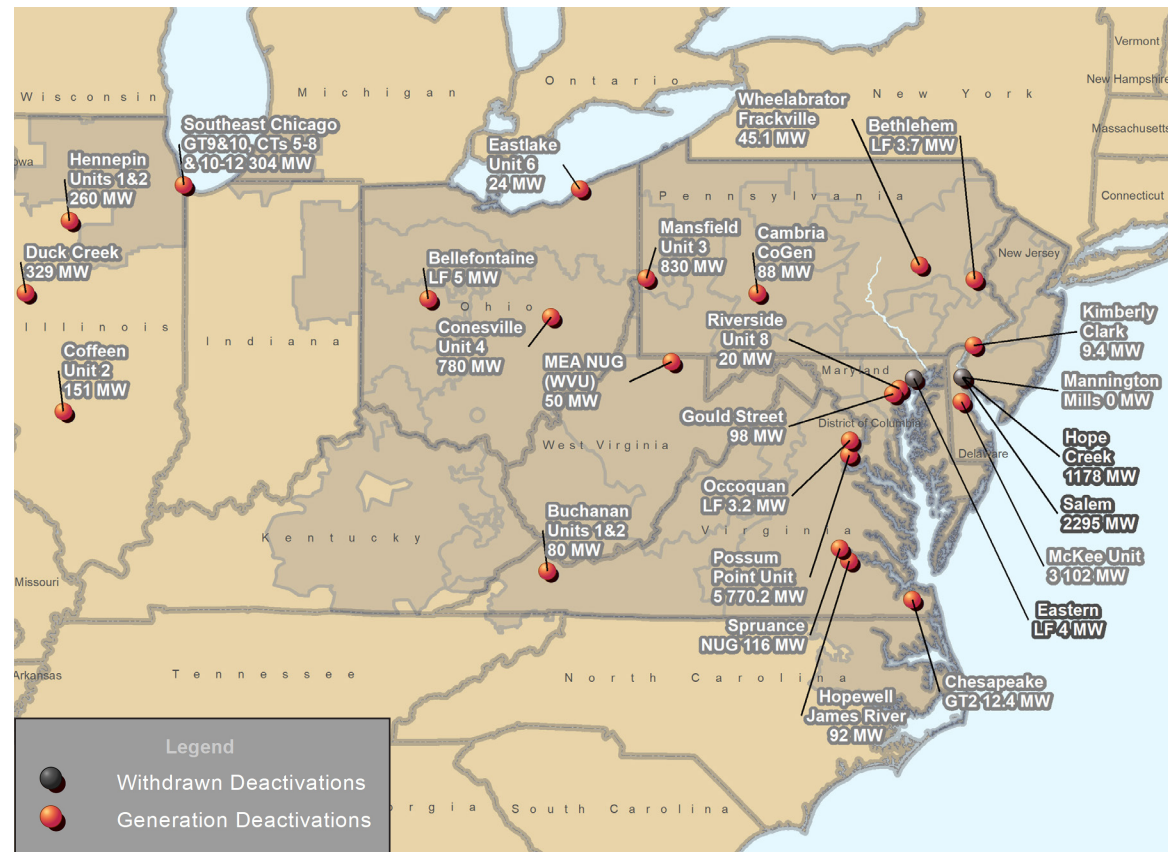 Vermont
Ontario
New Hampshire
Wisconsin
Michigan
Wheelabrator
Frackville
45.1 MW
New York
Bethlehem
LF 3.7 MW
Massachusetts
Southeast Chicago
GT9&10, CTs 5-8
& 10-12 304 MW
Eastlake
Unit 6
24 MW
Iowa
Hennepin
Units 1&2
260 MW
Connecticut
Pennsylvania
Duck Creek
329 MW
Bellefontaine
LF 5 MW
Mansfield
Unit 3
830 MW
Cambria
CoGen
88 MW
New Jersey
Ohio
Illinois
Indiana
Conesville
Unit 4
780 MW
Riverside
Unit 8
20 MW
Kimberly
Clark
9.4 MW
Coffeen
Unit 2
151 MW
MEA NUG
(WVU)
50 MW
Maryland
Mannington
Mills 0 MW
Gould Street
98 MW
District of Columbia
West Virginia
Delaware
Hope
Creek
1178 MW
Occoquan
LF 3.2 MW
Salem
2295 MW
Buchanan
Units 1&2
80 MW
Kentucky
Virginia
Possum
Point Unit
5 770.2 MW
McKee Unit
3 102 MW
Missouri
Spruance
NUG 116 MW
Eastern
LF 4 MW
Arkansas
Tennessee
North Carolina
Chesapeake
GT2 12.4 MW
Hopewell
James River
92 MW
Legend
Withdrawn Deactivations
Generation Deactivations
orgia
South Carolina